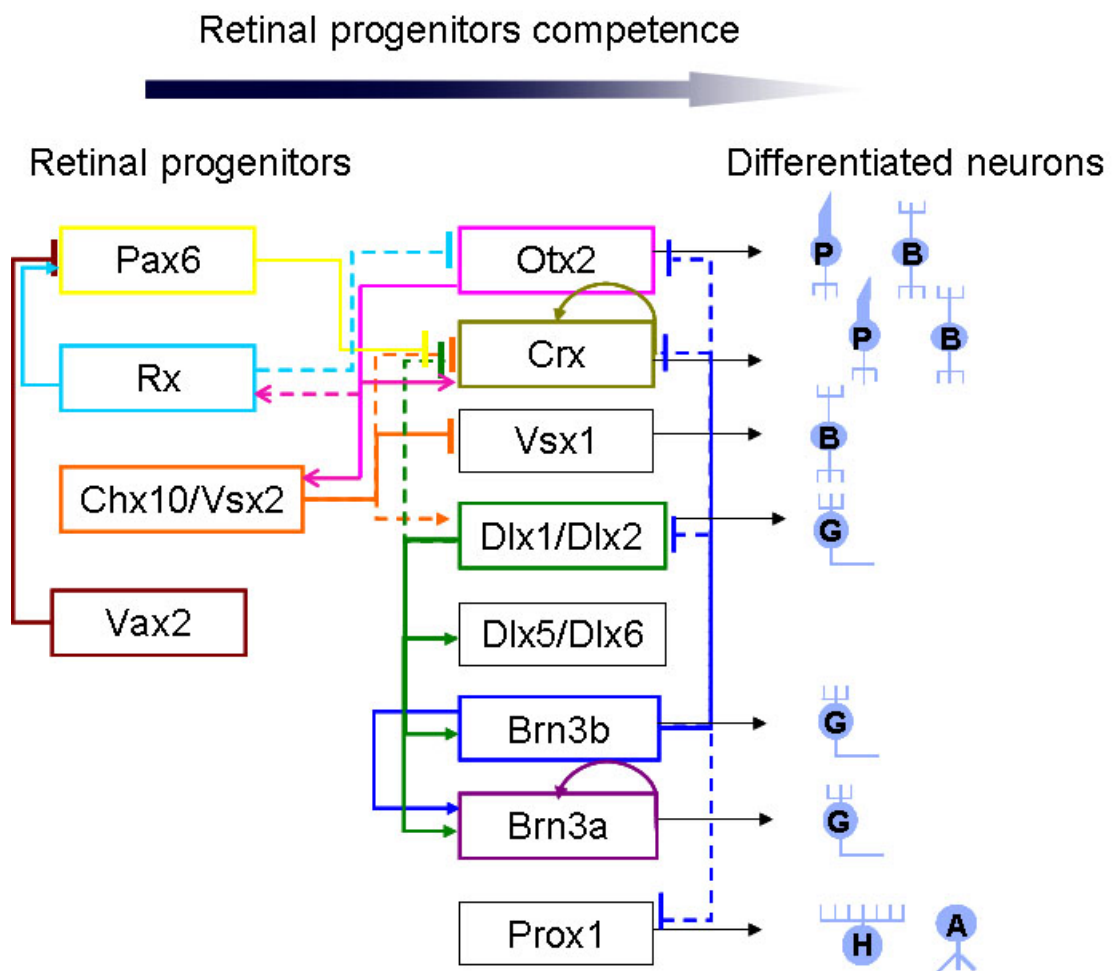 Retinal progenitors competence
Retinal progenitors
Differentiated neurons
Pax6
Otx2
P
B
Rx
Crx
P
B
Vsx1
B
Chx10/Vsx2
Dlx1/Dlx2
G
Vax2
Dlx5/Dlx6
Brn3b
G
Brn3a
G
Prox1
H
A